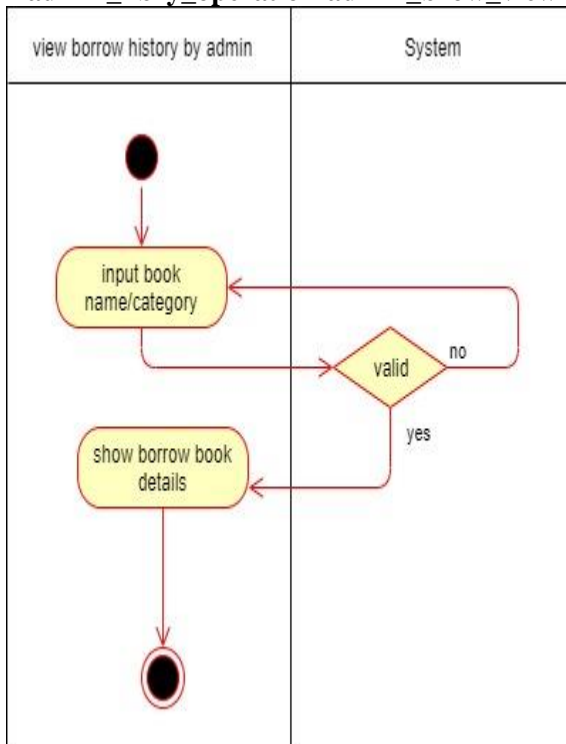 view borrow history by admin
System
input book
name/category
valid
no
yes
show borrow book
details